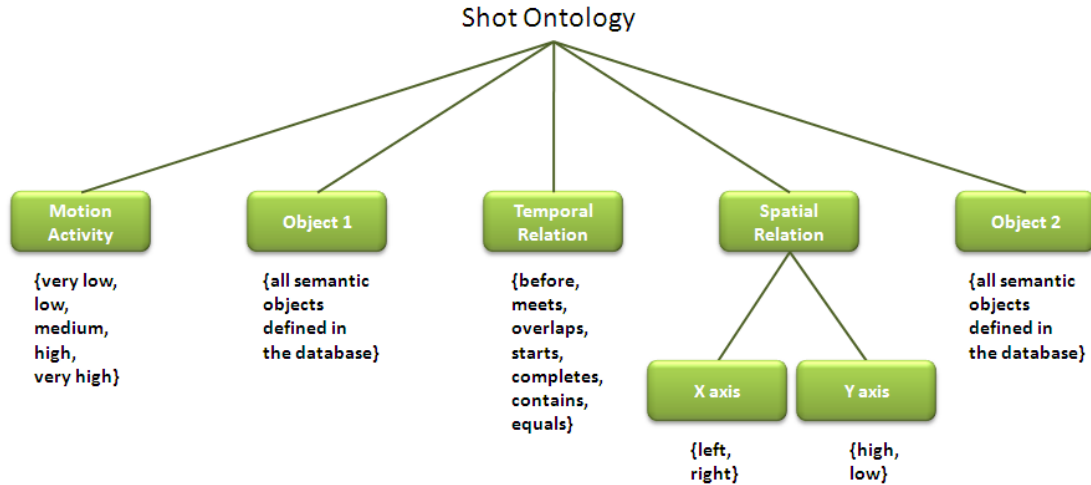 Shot Ontology
Motion
Activity
Object 1
Temporal
Relation
Spatial
Relation
Object 2
{very low,
low,
medium,
high,
very high}
{all semantic
objects
defined in
the database}
{before,
meets,
overlaps,
starts,
completes,
contains,
equals}
{all semantic
objects
defined in
the database}
X axis
Y axis
{left,
right}
{high,
low}